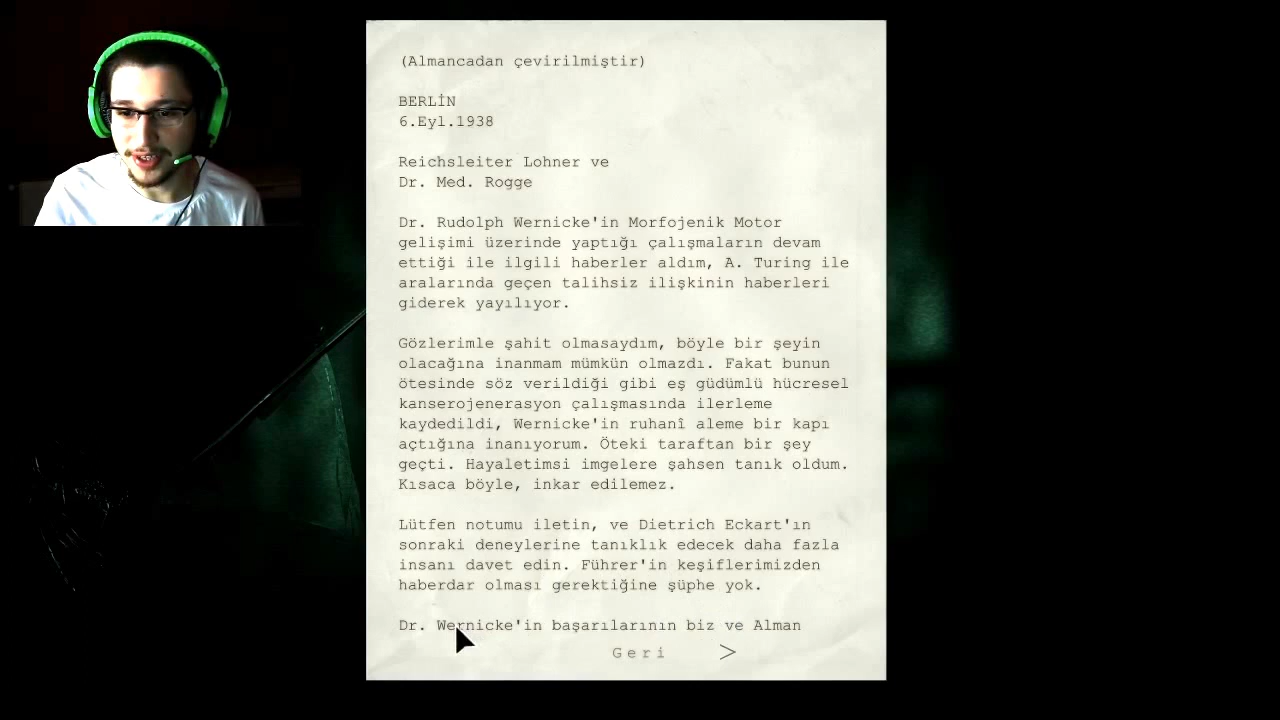 (Almancadan çevirilmiştir)
BERLİN
6.Eyl.1938
Reichsleiter Lohner ve
Dr. Med. Rogge
Dr. Rudolph Wernicke'in Morfojenik Motor
gelişimi üzerinde yaptığı çalışmaların devam
ettiği ile ilgili haberler aldım, A. Turing ile
aralarında geçen talihsiz ilişkinin haberleri
giderek yayılıyor.
Gözlerimle şahit olmasaydım, böyle bir şeyin
olacağına inanmam mümkün olmazdı. Fakat bunun
ötesinde söz verildiği gibi eş güdümlü hücresel
kanserojenerasyon çalışmasında ilerleme
kaydedildi, Wernicke'in ruhanî aleme bir kapı
açtığına inanıyorum. Öteki taraftan bir şey
geçti. Hayaletimsi imgelere şahsen tanık oldum.
Kısaca böyle, inkar edilemez.
Lütfen notumu iletin, ve Dietrich Eckart'ın
sonraki deneylerine tanıklık edecek daha fazla
insanı davet edin. Führer'in keşiflerimizden
haberdar olması gerektiğine şüphe yok.
Dr. Wernicke'in başarılarının biz ve Alman
Geri >